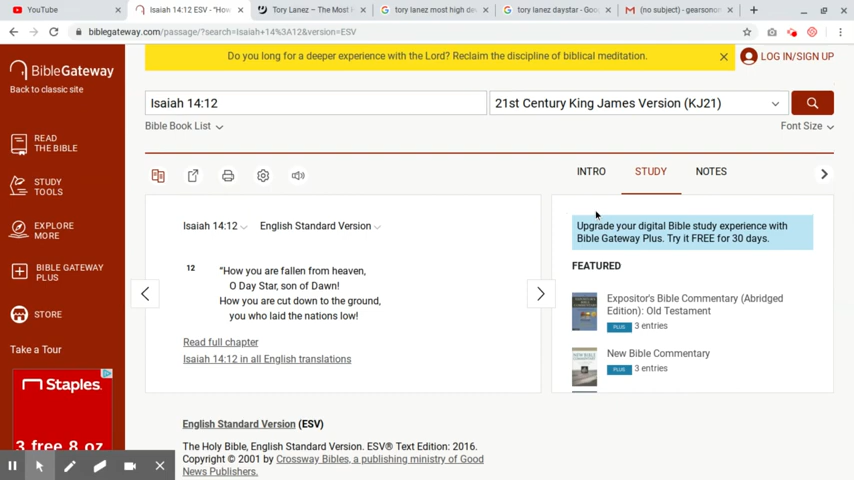 YouTube
Isaiah 14:12 ESV - "How
Tory Lanez – The Most H
tory lanez most high de
tory lanez daystar - Goo
(no subject) - gearsonor
biblegateway.com/passage/?search=Isaiah+14%3A12&version=ESV
Do you long for a deeper experience with the Lord? Reclaim the discipline of biblical meditation.
LOG IN/SIGN UP
BibleGateway
Back to classic site
Isaiah 14:12
21st Century King James Version (KJ21)
Bible Book List
Font Size
READ
THE BIBLE
STUDY
TOOLS
EXPLORE
MORE
BIBLE GATEWAY
PLUS
STORE
Take a Tour
Staples
3 free 8 oz
INTRO
STUDY
NOTES
Isaiah 14:12
English Standard Version
12
“How you are fallen from heaven,
O Day Star, son of Dawn!
How you are cut down to the ground,
you who laid the nations low!
Read full chapter
Isaiah 14:12 in all English translations
Upgrade your digital Bible study experience with
Bible Gateway Plus. Try it FREE for 30 days.
FEATURED
Expositor's Bible Commentary (Abridged
Edition): Old Testament
PLUS 3 entries
New Bible Commentary
PLUS 3 entries
English Standard Version (ESV)
The Holy Bible, English Standard Version. ESV® Text Edition: 2016.
Copyright © 2001 by Crossway Bibles, a publishing ministry of Good
News Publishers.